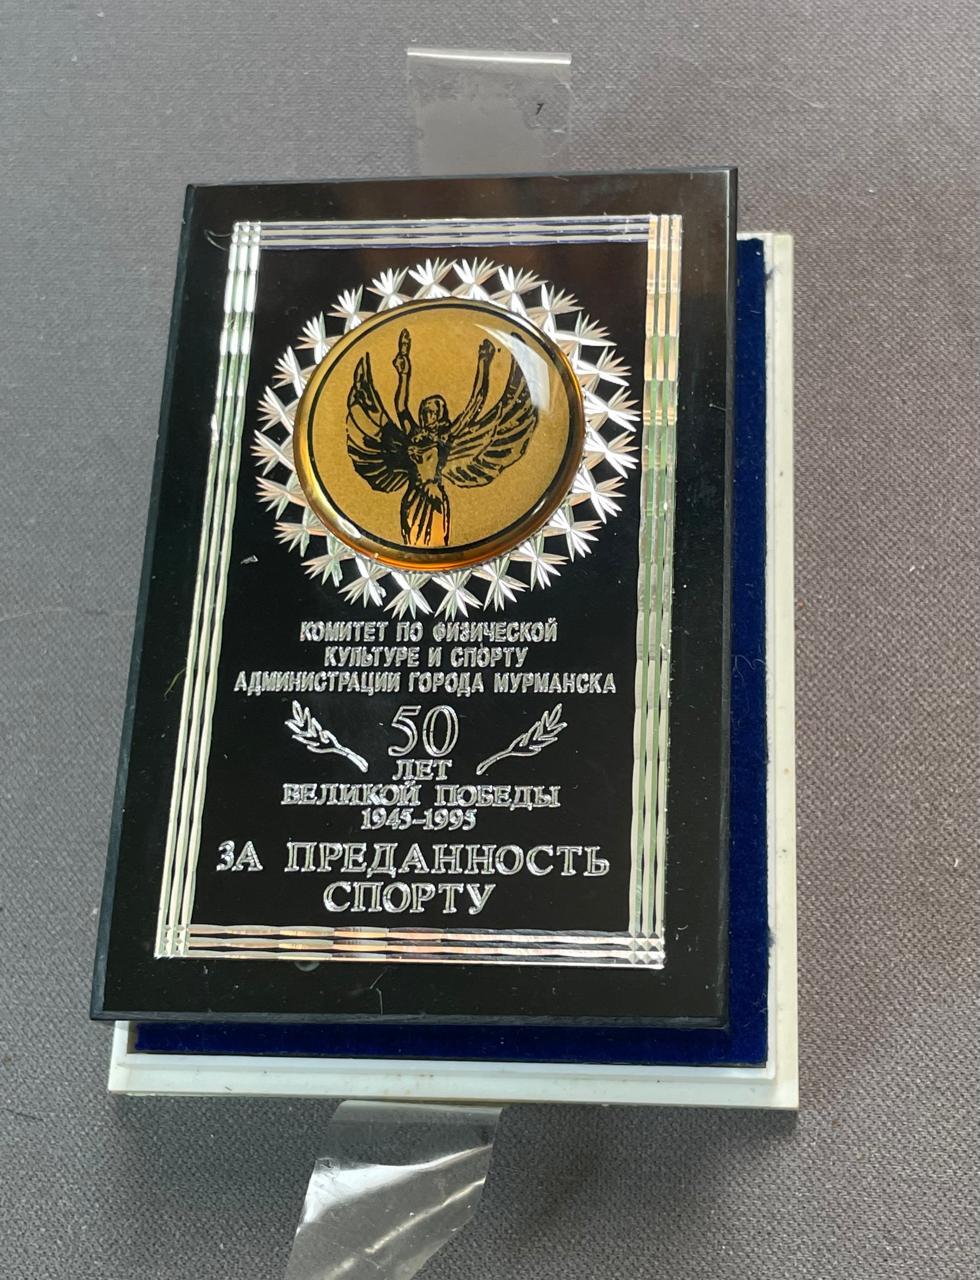 КОМИТЕТ ПО ФИЗИЧЕСКОЙ
КУЛЬТУРЕ И СПОРТУ
АДМИНИСТРАЦИИ ГОРОДА МУРМАНСКА
50
ЛЕТ
ВЕЛИКОЙ ПОБЕДЫ
1945-1995
ЗА ПРЕДАННОСТЬ
СПОРТУ